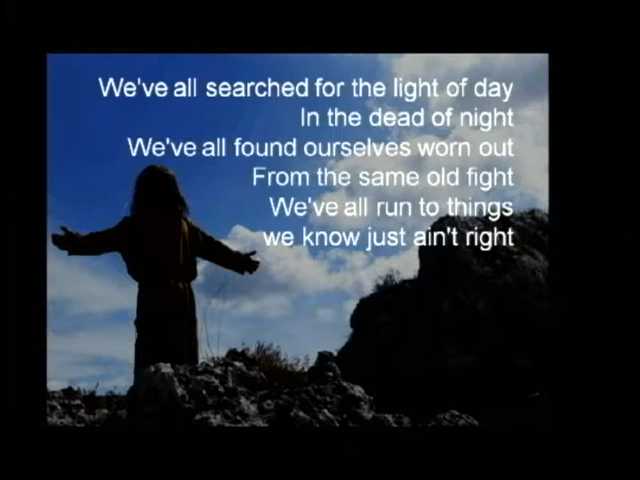 We've all searched for the light of day
In the dead of night
We've all found ourselves worn out
From the same old fight
We've all run to things
we know just ain't right